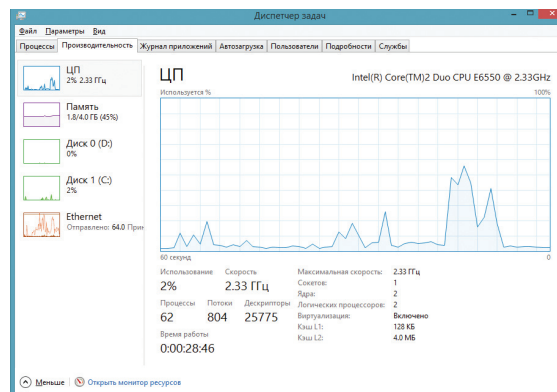 Диспетчер задач
Файл Параметры Вид
Процессы Производительность Журнал приложений Автозагрузка Пользователи Подробности Службы
ЦП
2% 2.33 ГГц
Память
1.8/4.0 ГБ (45%)
Диск 0 (D:)
0%
Диск 1 (C:)
2%
Ethernet
Отправлено: 64.0 При
ЦП
Intel(R) Core(TM)2 Duo CPU E6550 @ 2.33GHz
Используется % 100%
60 секунд 0
Использование Скорость
2% 2.33 ГГц
Процессы Потоки Дескрипторы
62 804 25775
Время работы
0:00:28:46
Максимальная скорость: 2.33 ГГц
Сокетов: 1
Ядра: 2
Логических процессоров: 2
Виртуализация: Включено
Кэш L1: 128 КБ
Кэш L2: 4.0 МБ
Меньше Открыть монитор ресурсов